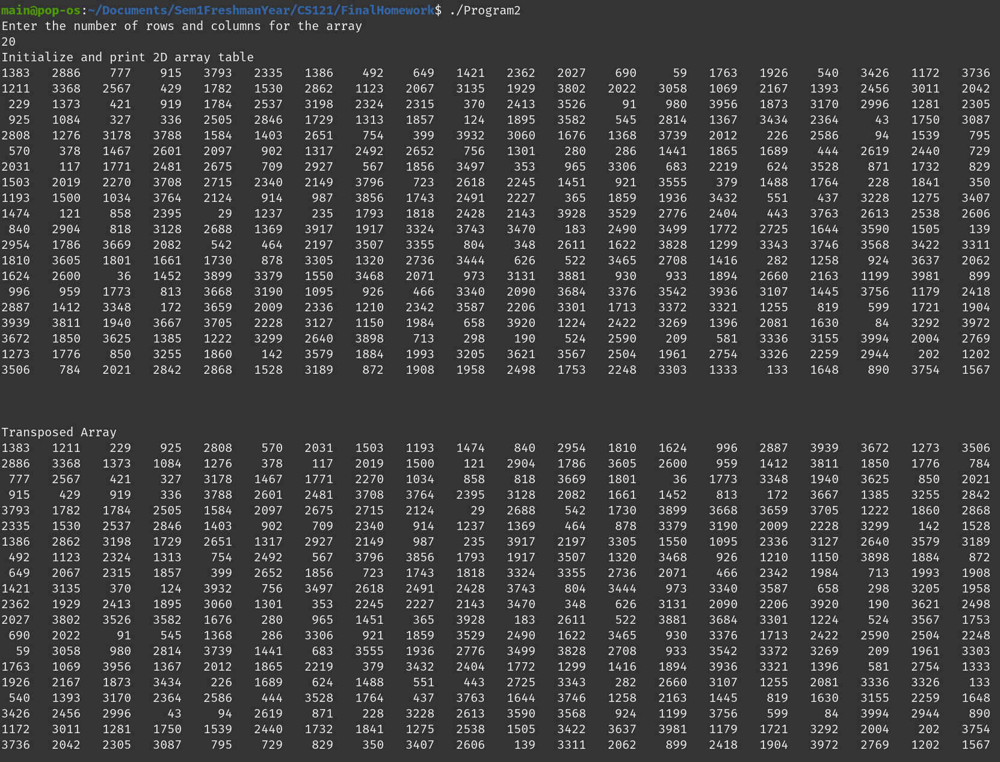 main@pop-os:~/Documents/Sem1FreshmanYear/CS121/FinalHomework$ ./Program2
Enter the number of rows and columns for the array
20
Initialize and print 2D array table
1383   2886    777    915   3793   2335   1386    492    649   1421   2362   2027    690     59   1763   1926    540   3426   1172   3736
1211   3368   2567    429   1782   1530   2862   1123   2067   3135   1929   3802   2022   3058   1069   2167   1393   2456   3011   2042
 229   1373    421    919   1784   2537   3198   2324   2315    370   2413   3526     91    980   3956   1873   3170   2996   1281   2305
 925   1084    327    336   2505   2846   1729   1313   1857    124   1895   3582    545   2814   1367   3434   2364     43   1750   3087
2808   1276   3178   3788   1584   1403   2651    754    399   3932   3060   1676   1368   3739   2012    226   2586     94   1539    795
 570    378   1467   2601   2097    902   1317   2492   2652    756   1301    280    286   1441   1865   1689    444   2619   2440    729
2031    117   1771   2481   2675    709   2927    567   1856   3497    353    965   3306    683   2219    624   3528    871   1732    829
1503   2019   2270   3708   2715   2340   2149   3796    723   2618   2245   1451    921   3555    379   1488   1764    228   1841    350
1193   1500   1034   3764   2124    914    987   3856   1743   2491   2227    365   1859   1936   3432    551    437   3228   1275   3407
1474    121    858   2395     29   1237    235   1793   1818   2428   2143   3928   3529   2776   2404    443   3763   2613   2538   2606
 840   2904    818   3128   2688   1369   3917   1917   3324   3743   3470    183   2490   3499   1772   2725   1644   3590   1505    139
2954   1786   3669   2082    542    464   2197   3507   3355    804    348   2611   1622   3828   1299   3343   3746   3568   3422   3311
1810   3605   1801   1661   1730    878   3305   1320   2736   3444    626    522   3465   2708   1416    282   1258    924   3637   2062
1624   2600     36   1452   3899   3379   1550   3468   2071    973   3131   3881    930    933   1894   2660   2163   1199   3981    899
 996    959   1773    813   3668   3190   1095    926    466   3340   2090   3684   3376   3542   3936   3107   1445   3756   1179   2418
2887   1412   3348    172   3659   2009   2336   1210   2342   3587   2206   3301   1713   3372   3321   1255    819    599   1721   1904
3939   3811   1940   3667   3705   2228   3127   1150   1984    658   3920   1224   2422   3269   1396   2081   1630     84   3292   3972
3672   1850   3625   1385   1222   3299   2640   3898    713    298    190    524   2590    209    581   3336   3155   3994   2004   2769
1273   1776    850   3255   1860    142   3579   1884   1993   3205   3621   3567   2504   1961   2754   3326   2259   2944    202   1202
3506    784   2021   2842   2868   1528   3189    872   1908   1958   2498   1753   2248   3303   1333    133   1648    890   3754   1567
Transposed Array
1383   1211    229    925   2808    570   2031   1503   1193   1474    840   2954   1810   1624    996   2887   3939   3672   1273   3506
2886   3368   1373   1084   1276    378    117   2019   1500    121   2904   1786   3605   2600    959   1412   3811   1850   1776    784
 777   2567    421    327   3178   1467   1771   2270   1034    858    818   3669   1801     36   1773   3348   1940   3625    850   2021
 915    429    919    336   3788   2601   2481   3708   3764   2395   3128   2082   1661   1452    813    172   3667   1385   3255   2842
3793   1782   1784   2505   1584   2097   2675   2715   2124     29   2688    542   1730   3899   3668   3659   3705   1222   1860   2868
2335   1530   2537   2846   1403    902    709   2340    914   1237   1369    464    878   3379   3190   2009   2228   3299    142   1528
1386   2862   3198   1729   2651   1317   2927   2149    987    235   3917   2197   3305   1550   1095   2336   3127   2640   3579   3189
 492   1123   2324   1313    754   2492    567   3796   3856   1793   1917   3507   1320   3468    926   1210   1150   3898   1884    872
 649   2067   2315   1857    399   2652   1856    723   1743   1818   3324   3355   2736   2071    466   2342   1984    713   1993   1908
1421   3135    370    124   3932    756   3497   2618   2491   2428   3743    804   3444    973   3340   3587    658    298   3205   1958
2362   1929   2413   1895   3060   1301    353   2245   2227   2143   3470    348    626   3131   2090   2206   3920    190   3621   2498
2027   3802   3526   3582   1676    280    965   1451    365   3928    183   2611    522   3881   3684   3301   1224    524   3567   1753
 690   2022     91    545   1368    286   3306    921   1859   3529   2490   1622   3465    930   3376   1713   2422   2590   2504   2248
  59   3058    980   2814   3739   1441    683   3555   1936   2776   3499   3828   2708    933   3542   3372   3269    209   1961   3303
1763   1069   3956   1367   2012   1865   2219    379   3432   2404   1772   1299   1416   1894   3936   3321   1396    581   2754   1333
1926   2167   1873   3434    226   1689    624   1488    551    443   2725   3343    282   2660   3107   1255   2081   3336   3326    133
 540   1393   3170   2364   2586    444   3528   1764    437   3763   1644   3746   1258   2163   1445    819   1630   3155   2259   1648
3426   2456   2996     43     94   2619    871    228   3228   2613   3590   3568    924   1199   3756    599     84   3994   2944    890
1172   3011   1281   1750   1539   2440   1732   1841   1275   2538   1505   3422   3637   3981   1179   1721   3292   2004    202   3754
3736   2042   2305   3087    795    729    829    350   3407   2606    139   3311   2062    899   2418   1904   3972   2769   1202   1567